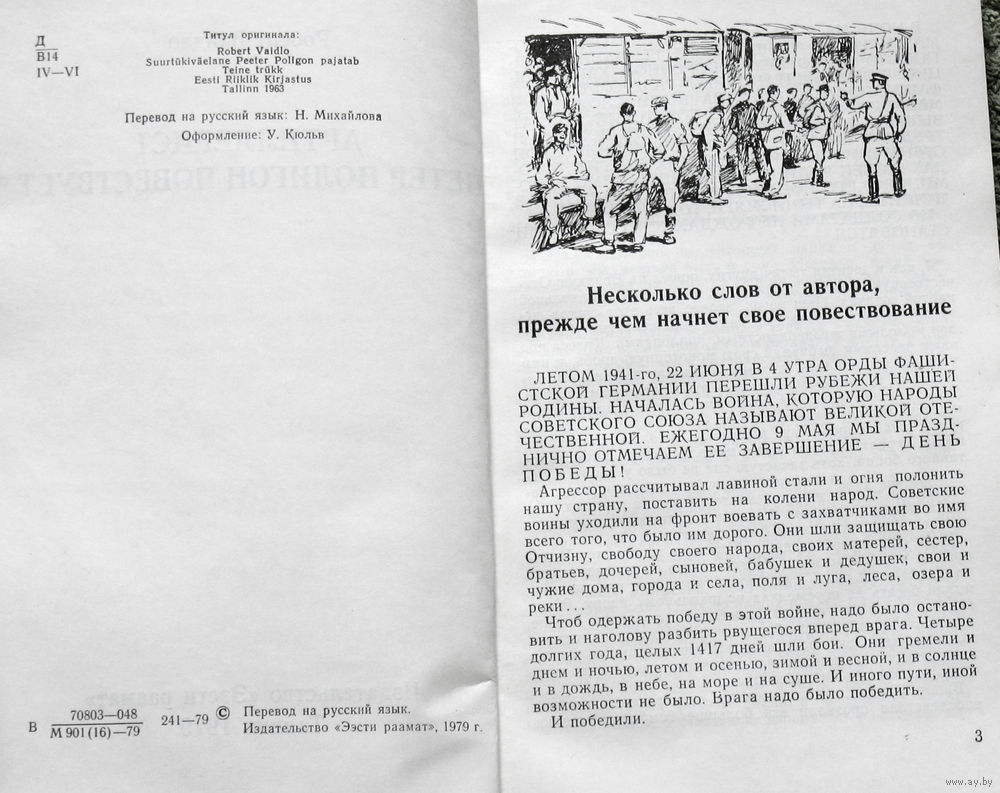 Д
В14
IV—VI
Титул оригинала:
Robert Vaidlo
Suurtükiväelane Peeter Poligon pajatab
Teine trükk
Eesti Riiklik Kirjastus
Tallinn 1963
Перевод на русский язык: Н. Михайлова
Оформление: У. Кюльв
В 70803—048
М 901(16)—79
241—79 © Перевод на русский язык.
Издательство «Ээсти раамат», 1979 г.
Несколько слов от автора,
прежде чем начнет свое повествование
ЛЕТОМ 1941-го, 22 ИЮНЯ В 4 УТРА ОРДЫ ФАШИ-
СТСКОЙ ГЕРМАНИИ ПЕРЕШЛИ РУБЕЖИ НАШЕЙ
РОДИНЫ. НАЧАЛАСЬ ВОЙНА, КОТОРУЮ НАРОДЫ
СОВЕТСКОГО СОЮЗА НАЗЫВАЮТ ВЕЛИКОЙ ОТЕ-
ЧЕСТВЕННОЙ. ЕЖЕГОДНО 9 МАЯ МЫ ПРАЗД-
НИЧНО ОТМЕЧАЕМ ЕЕ ЗАВЕРШЕНИЕ — ДЕНЬ
ПОБЕДЫ!
Агрессор рассчитывал лавиной стали и огня полонить
нашу страну, поставить на колени народ. Советские
воины уходили на фронт воевать с захватчиками во имя
всего того, что было им дорого. Они шли защищать свою
Отчизну, свободу своего народа, своих матерей, сестер,
братьев, дочерей, сыновей, бабушек и дедушек, свои и
чужие дома, города и села, поля и луга, леса, озера и
реки...
Чтоб одержать победу в этой войне, надо было остано-
вить и наголову разбить рвущегося вперед врага. Четыре
долгих года, целых 1417 дней шли бои. Они гремели и
днем и ночью, летом и осенью, зимой и весной, и в солнце
и в дождь, в небе, на море и на суше. И иного пути, иной
возможности не было. Врага надо было победить.
И победили.
3
www.ay.by